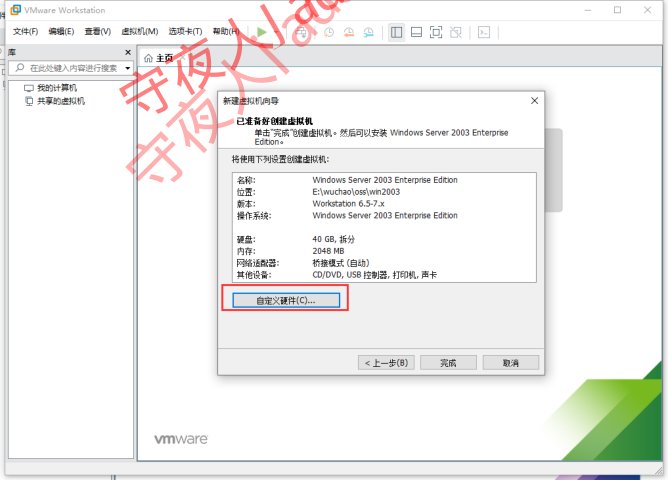 VMware Workstation
文件(F) 编辑(E) 查看(V) 虚拟机(M) 选项卡(T) 帮助(H)
库
在此处键入内容进行搜索
我的计算机
共享的虚拟机
主页
守夜人
守夜人
新建虚拟机向导
已准备好创建虚拟机
单击"完成"创建虚拟机。然后可以安装 Windows Server 2003 Enterprise
Edition。
将使用下列设置创建虚拟机:
名称: Windows Server 2003 Enterprise Edition
位置: E:\wuchao\oss\win2003
版本: Workstation 6.5-7.x
操作系统: Windows Server 2003 Enterprise Edition
硬盘: 40 GB, 拆分
内存: 2048 MB
网络适配器: 桥接模式 (自动)
其他设备: CD/DVD, USB 控制器, 打印机, 声卡
自定义硬件(C)...
< 上一步(B) 完成 取消
vmware